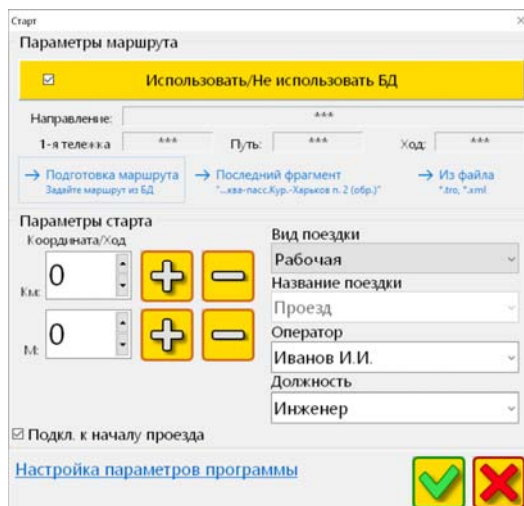 Старт
Параметры маршрута
Использовать/Не использовать БД
Направление: ***
1-я тележка *** Путь: *** Ход: ***
→ Подготовка маршрута → Последний фрагмент → Из файла
Задайте маршрут из БД "...ква-пасс.Кур.-Харьков п. 2 (обр.)" *.tro, *.xml
Параметры старта
Координата/Ход
Вид поездки
Км: 0
Рабочая
Название поездки
Проезд
М: 0
Оператор
Иванов И.И.
Должность
Инженер
Подкл. к началу проезда
Настройка параметров программы